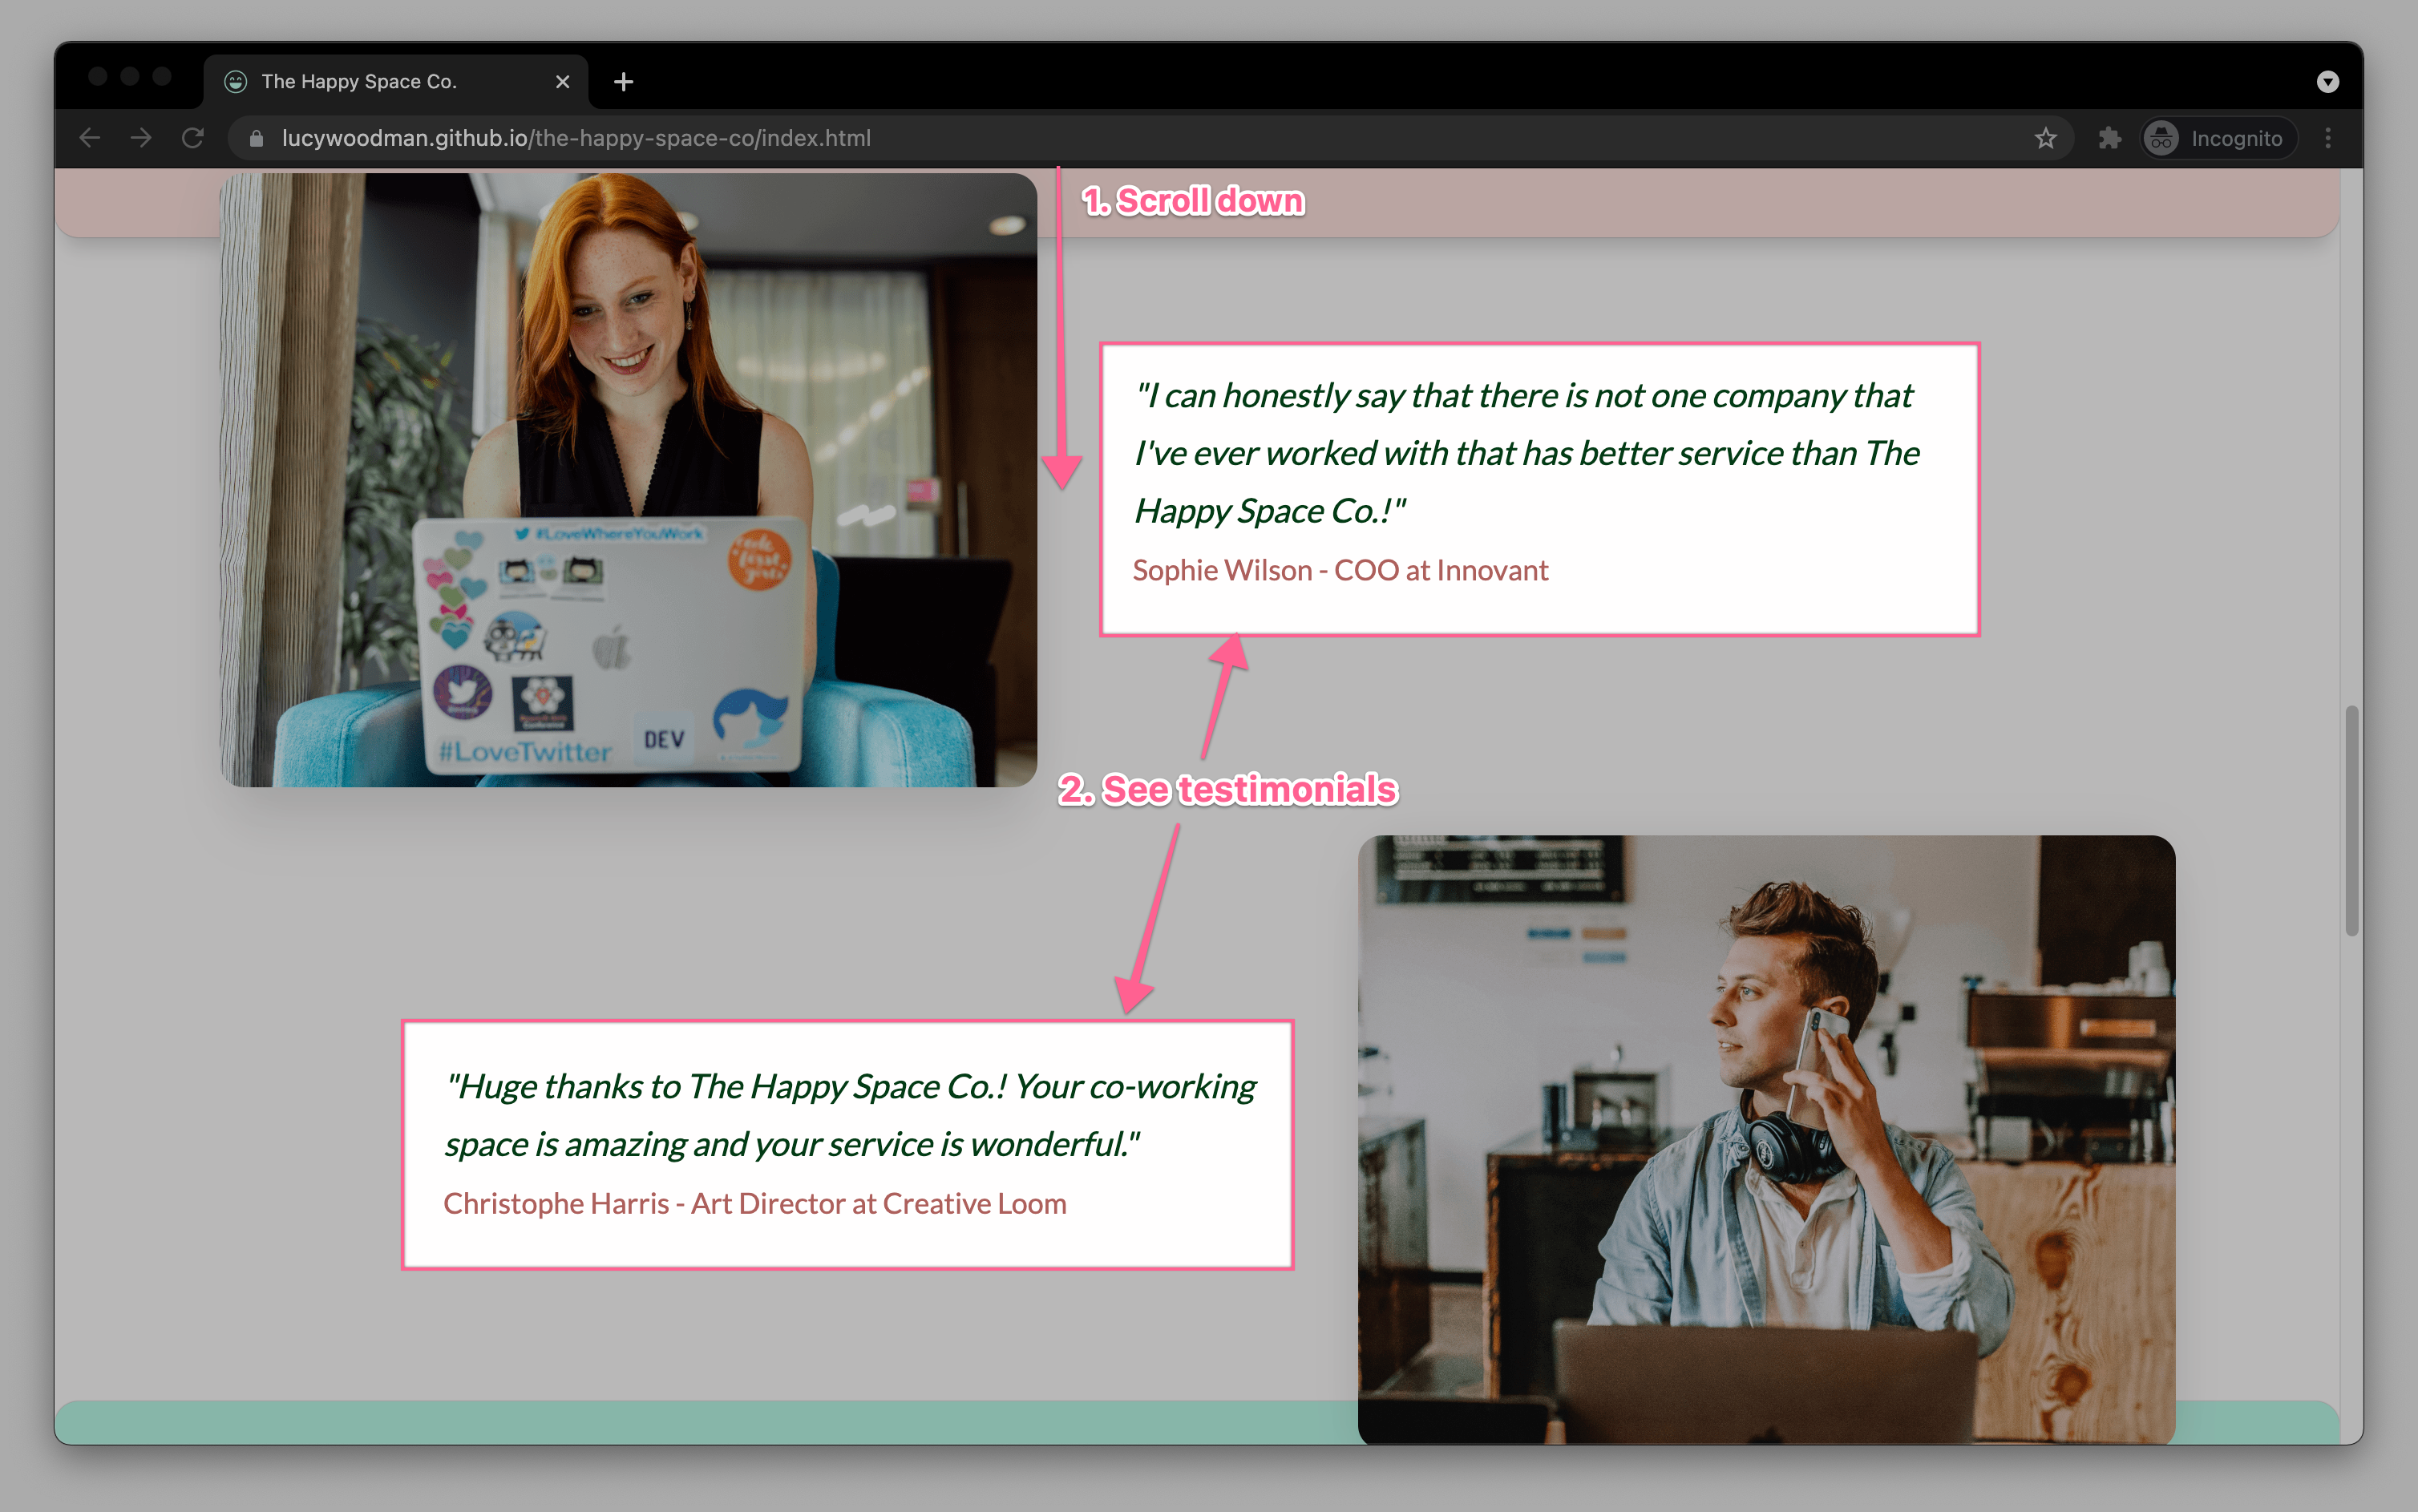 The Happy Space Co.
lucywoodman.github.io/the-happy-space-co/index.html
Incognito
1. Scroll down
"I can honestly say that there is not one company that
I've ever worked with that has better service than The
Happy Space Co.!"
Sophie Wilson - COO at Innovant
#LoveWhereYouWork
code
first
girls
#LoveTwitter
DEV
2. See testimonials
"Huge thanks to The Happy Space Co.! Your co-working
space is amazing and your service is wonderful."
Christophe Harris - Art Director at Creative Loom